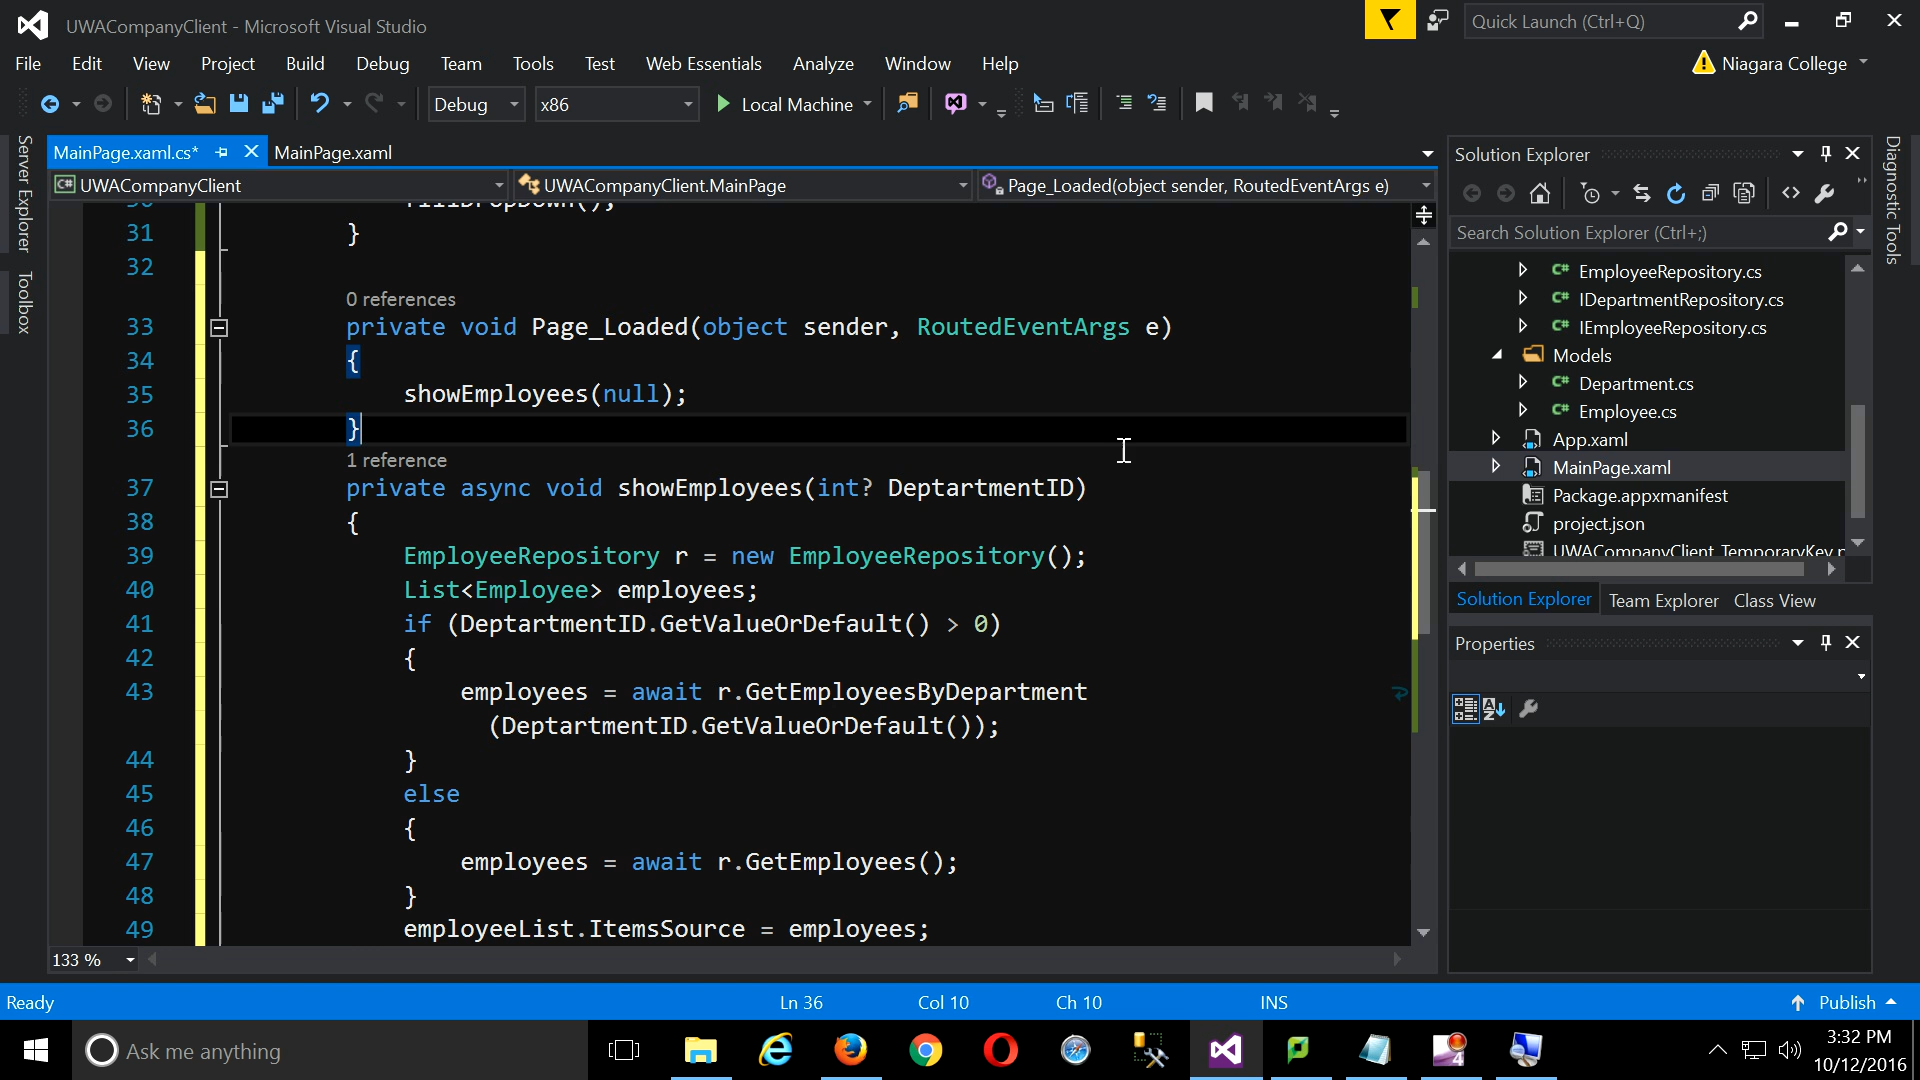 UWACompanyClient - Microsoft Visual Studio
Quick Launch (Ctrl+Q)
File Edit View Project Build Debug Team Tools Test Web Essentials Analyze Window Help
Niagara College
Debug x86 Local Machine
Server Explorer
Toolbox
MainPage.xaml.cs* MainPage.xaml
C# UWACompanyClient UWACompanyClient.MainPage Page_Loaded(object sender, RoutedEventArgs e)
30 fillDropDown();
31 }
32
0 references
33 private void Page_Loaded(object sender, RoutedEventArgs e)
34 {
35 showEmployees(null);
36 }
1 reference
37 private async void showEmployees(int? DeptartmentID)
38 {
39 EmployeeRepository r = new EmployeeRepository();
40 List<Employee> employees;
41 if (DeptartmentID.GetValueOrDefault() > 0)
42 {
43 employees = await r.GetEmployeesByDepartment
(DeptartmentID.GetValueOrDefault());
44 }
45 else
46 {
47 employees = await r.GetEmployees();
48 }
49 employeeList.ItemsSource = employees;
133 %
Solution Explorer
Search Solution Explorer (Ctrl+;)
C# EmployeeRepository.cs
C# IDepartmentRepository.cs
C# IEmployeeRepository.cs
Models
C# Department.cs
C# Employee.cs
App.xaml
MainPage.xaml
Package.appxmanifest
project.json
UWACompanyClient_TemporaryKey.p
Solution Explorer Team Explorer Class View
Properties
Diagnostic Tools
Ready Ln 36 Col 10 Ch 10 INS Publish
Ask me anything
4
3:32 PM
10/12/2016